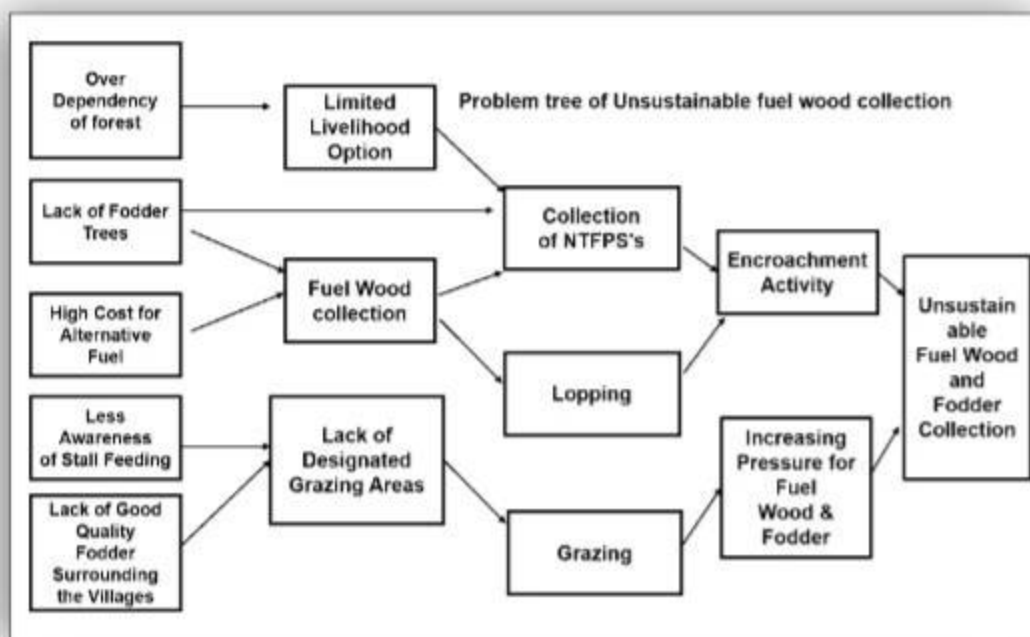 Over
Dependency
of forest
Limited
Livelihood
Option
Problem tree of Unsustainable fuel wood collection
Lack of Fodder
Trees
Collection
of NTFPS's
Encroachment
Activity
Fuel Wood
collection
High Cost for
Alternative
Fuel
Unsustain
able
Fuel Wood
and
Fodder
Collection
Lopping
Less
Awareness
of Stall Feeding
Lack of
Designated
Grazing Areas
Increasing
Pressure for
Fuel
Wood &
Fodder
Lack of Good
Quality
Fodder
Surrounding
the Villages
Grazing